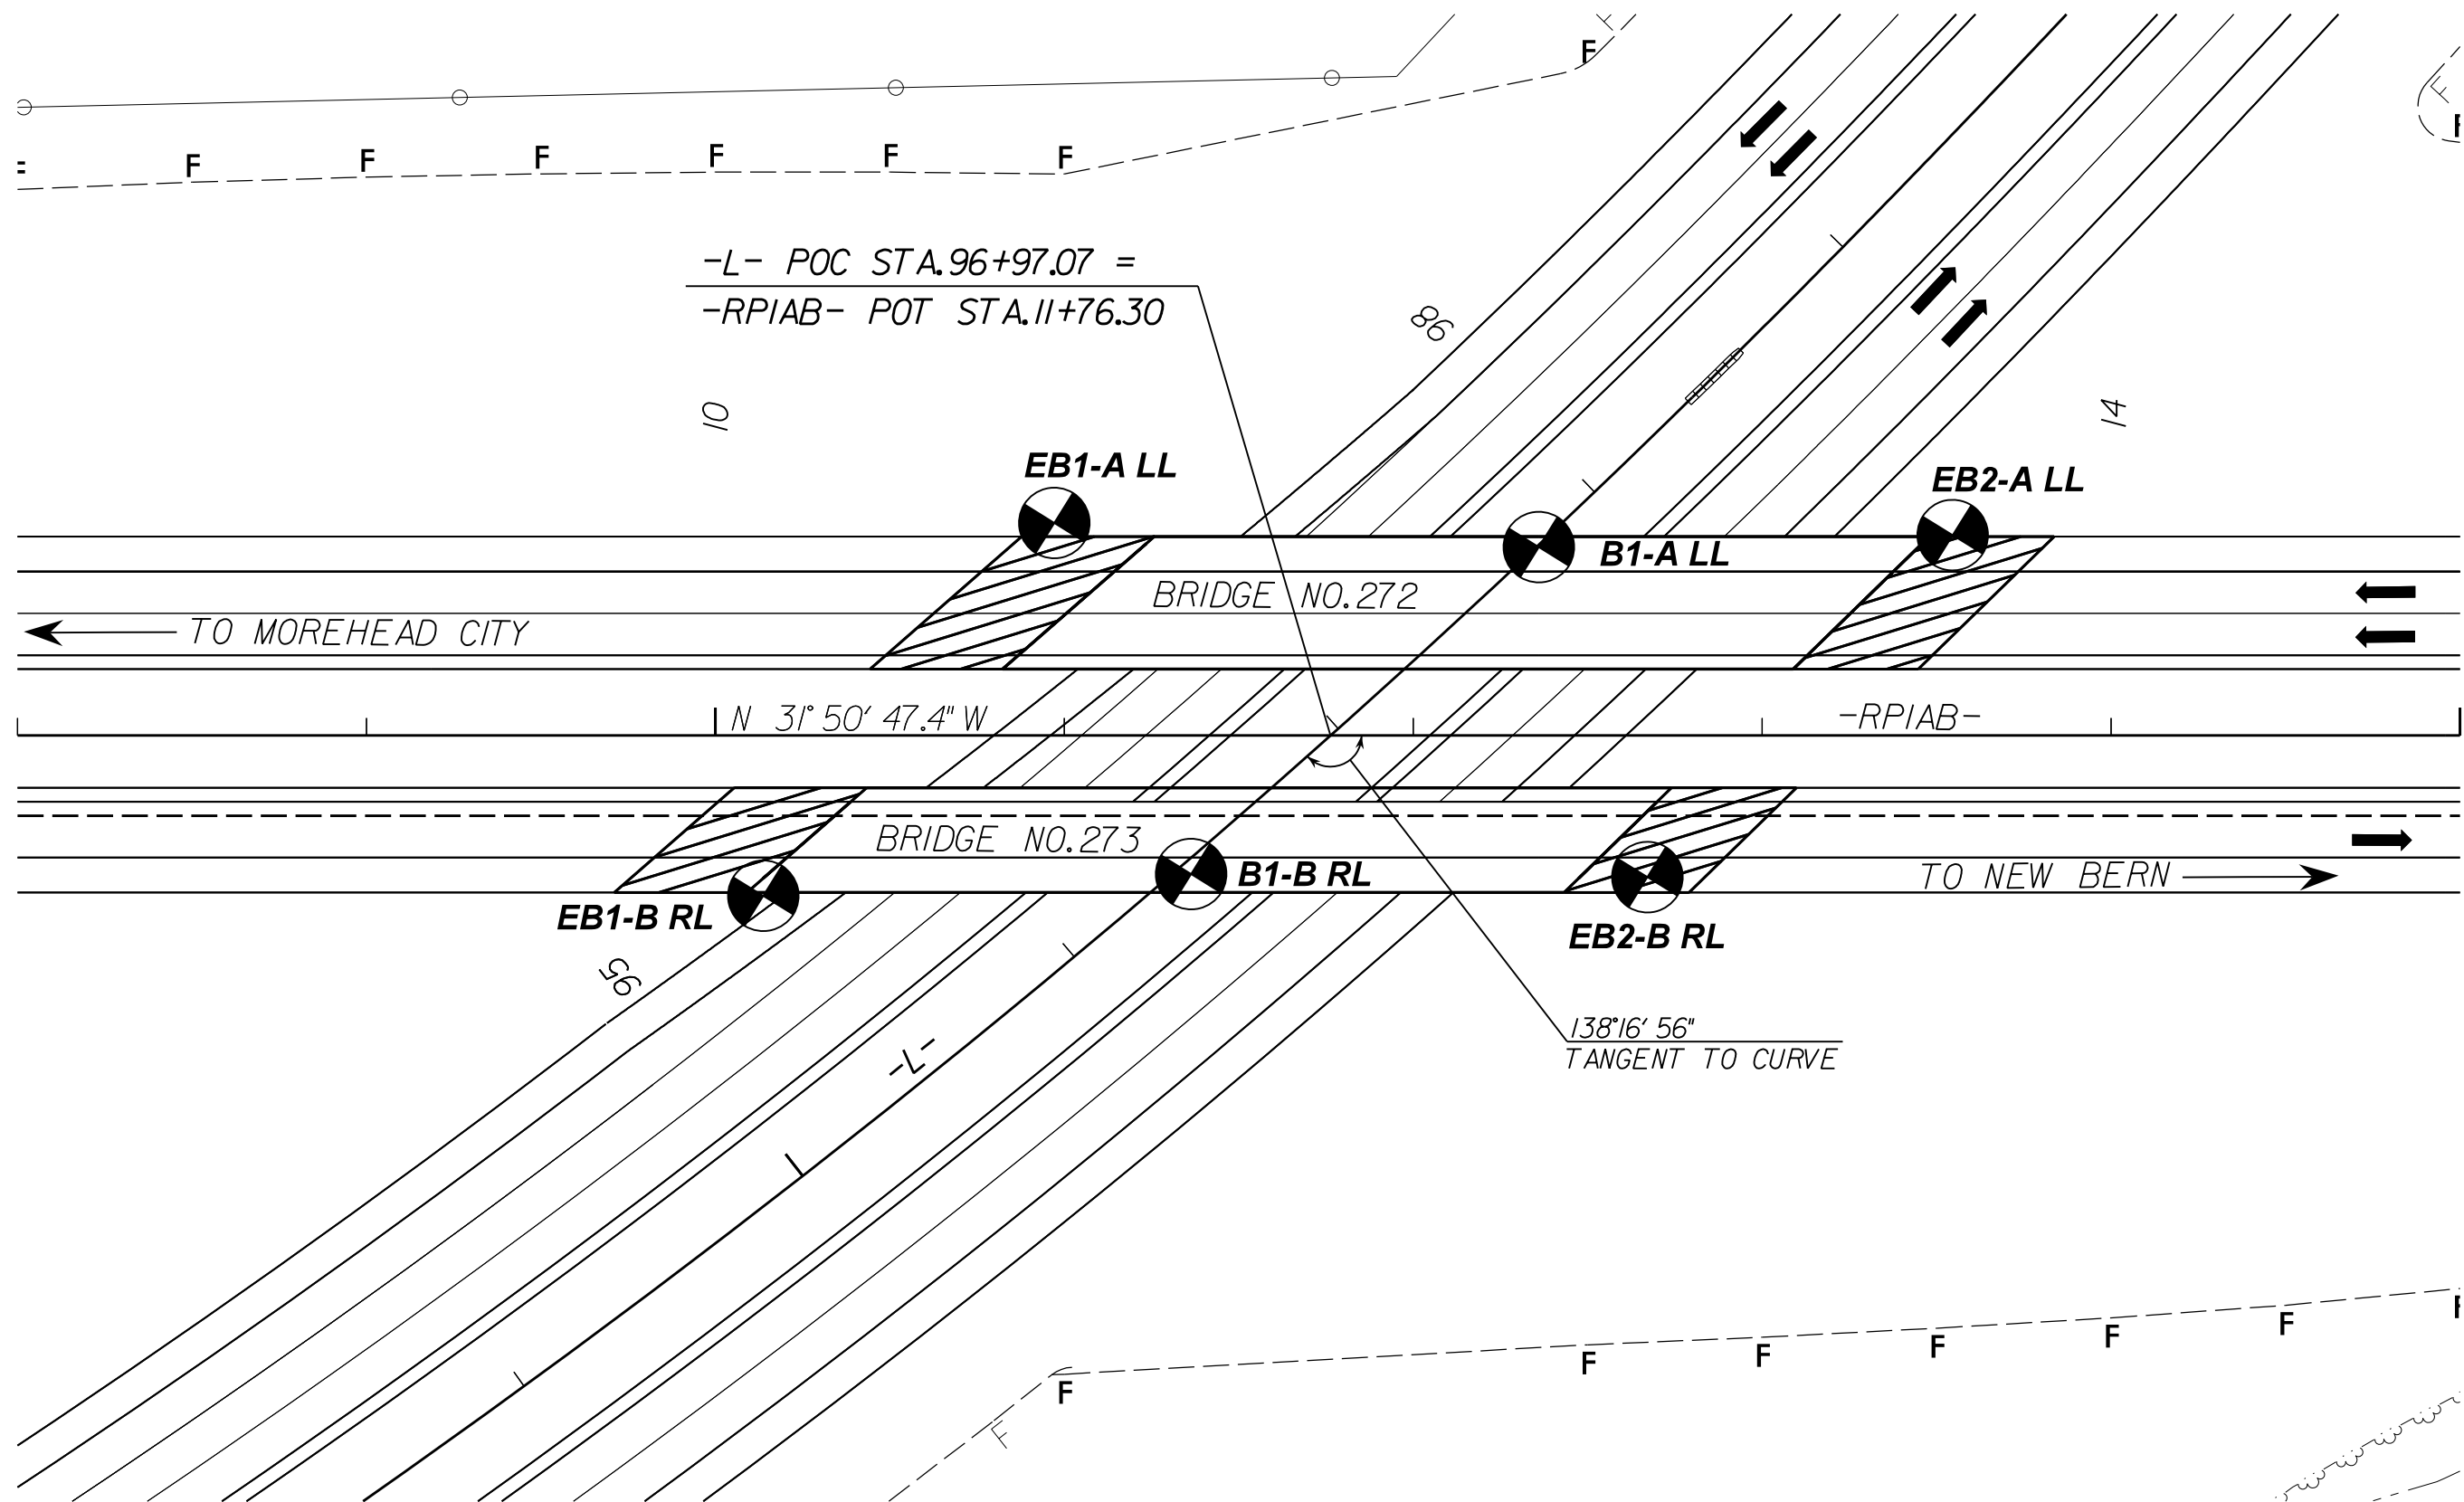 F
F
F
F
F
F
F
F
F
F
F
-L- POC STA.96+97.07 =
-RP1AB- POT STA.11+76.30
98
10
14
EB1-A LL
EB2-A LL
B1-A LL
BRIDGE NO.272
TO MOREHEAD CITY
N 31°50'47.4"W
-RP1AB-
BRIDGE NO.273
B1-B RL
TO NEW BERN
EB1-B RL
EB2-B RL
95
138°16'56"
TANGENT TO CURVE
-L-
F
F
F
F
F
F
F
F